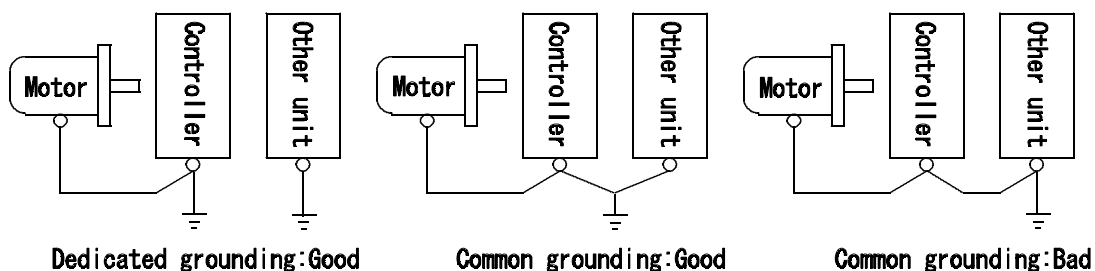 Motor
Controller
Other unit
Motor
Controller
Other unit
Motor
Controller
Other unit
Dedicated grounding:Good
Common grounding:Good
Common grounding:Bad